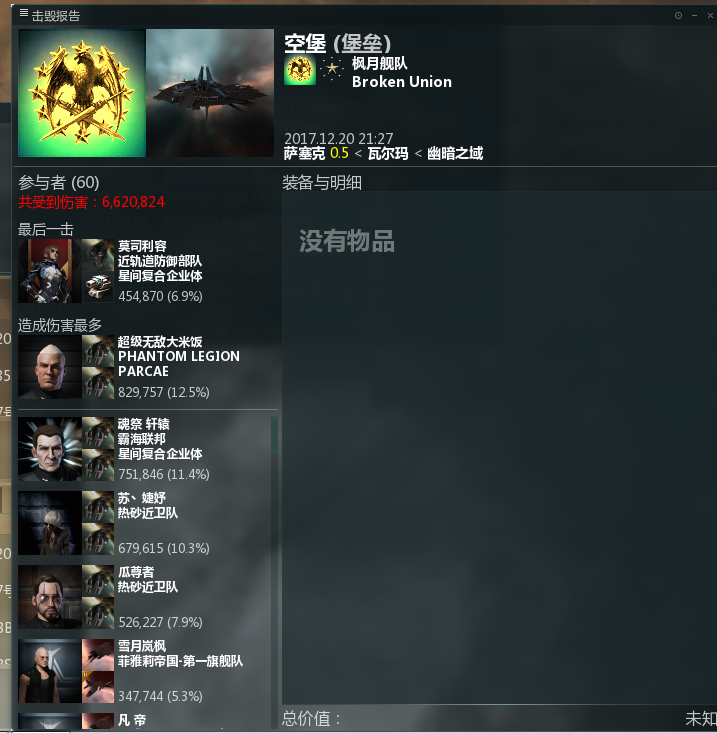 击毁报告
空堡 (堡垒)
枫月舰队
Broken Union
2017.12.20 21:27
萨塞克 0.5 < 瓦尔玛 < 幽暗之域
参与者 (60)
共受到伤害：6,620,824
最后一击
莫司利容
近轨道防御部队
星间复合企业体
454,870 (6.9%)
造成伤害最多
超级无敌大米饭
PHANTOM LEGION
PARCAE
829,757 (12.5%)
魂祭 轩辕
霸海联邦
星间复合企业体
751,846 (11.4%)
苏、婕妤
热砂近卫队
679,615 (10.3%)
瓜尊者
热砂近卫队
526,227 (7.9%)
雪月岚枫
菲雅莉帝国-第一旗舰队
347,744 (5.3%)
凡 帝
装备与明细
没有物品
总价值：
未知